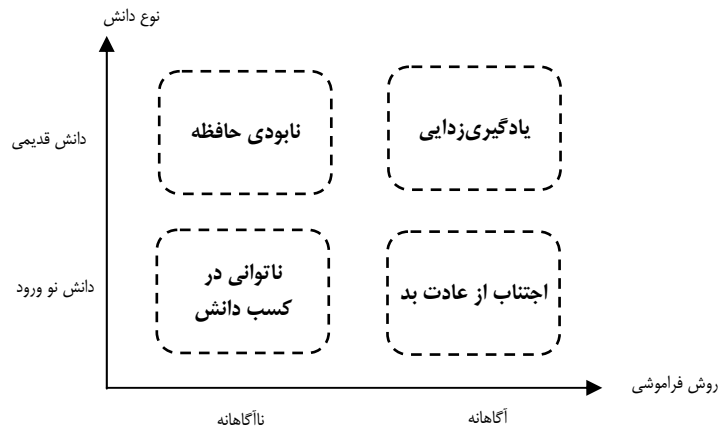 نوع دانش
دانش قدیمی
یادگیری‌زدایی
نابودی حافظه
دانش نو ورود
اجتناب از عادت بد
ناتوانی در
کسب دانش
روش فراموشی
آگاهانه
ناآگاهانه